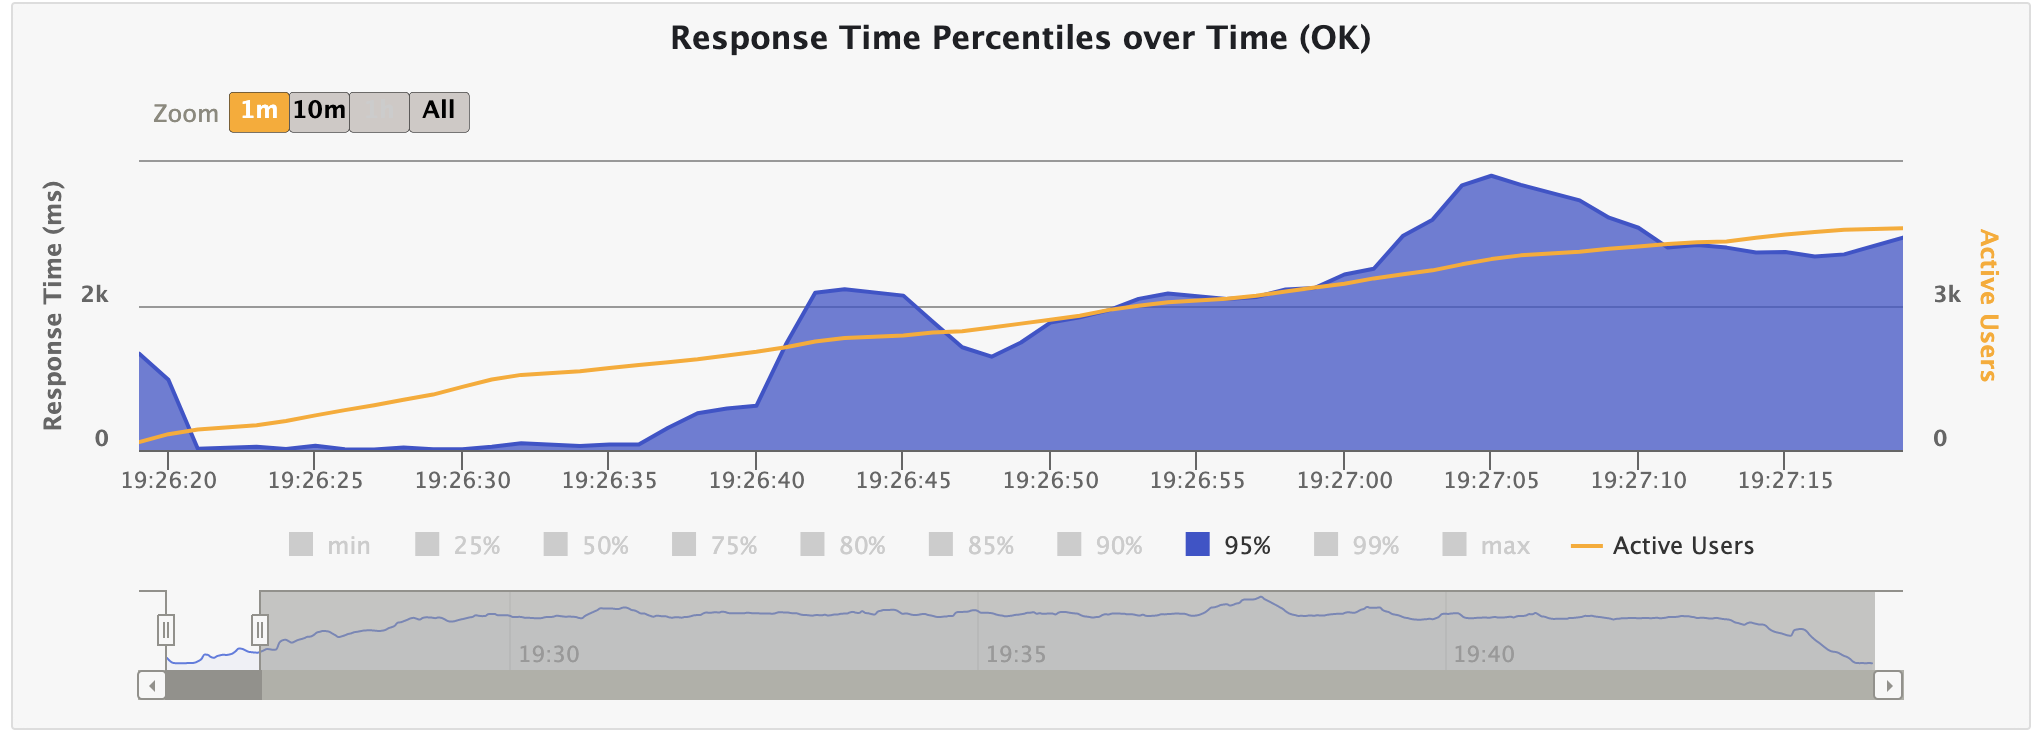 Response Time Percentiles over Time (OK)
Zoom 1m 10m 1h All
Response Time (ms)
2k
0
3k
0
Active Users
19:26:20 19:26:25 19:26:30 19:26:35 19:26:40 19:26:45 19:26:50 19:26:55 19:27:00 19:27:05 19:27:10 19:27:15
min 25% 50% 75% 80% 85% 90% 95% 99% max Active Users
19:30 19:35 19:40